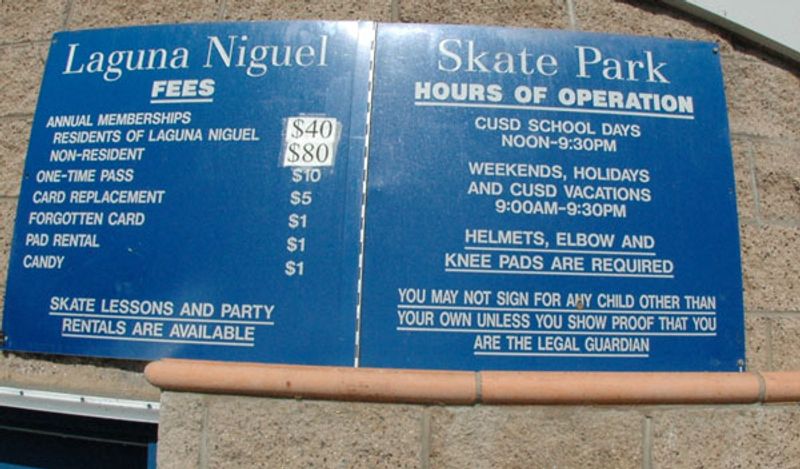 Laguna Niguel
FEES
ANNUAL MEMBERSHIPS
RESIDENTS OF LAGUNA NIGUEL $40
NON-RESIDENT $80
ONE-TIME PASS $10
CARD REPLACEMENT $5
FORGOTTEN CARD $1
PAD RENTAL $1
CANDY $1
SKATE LESSONS AND PARTY
RENTALS ARE AVAILABLE
Skate Park
HOURS OF OPERATION
CUSD SCHOOL DAYS
NOON-9:30PM
WEEKENDS, HOLIDAYS
AND CUSD VACATIONS
9:00AM-9:30PM
HELMETS, ELBOW AND
KNEE PADS ARE REQUIRED
YOU MAY NOT SIGN FOR ANY CHILD OTHER THAN
YOUR OWN UNLESS YOU SHOW PROOF THAT YOU
ARE THE LEGAL GUARDIAN